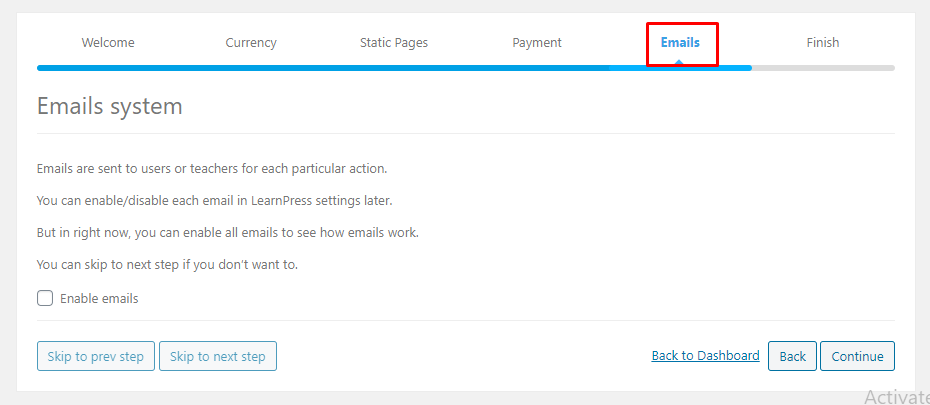 Welcome Currency Static Pages Payment Emails Finish
Emails system
Emails are sent to users or teachers for each particular action.
You can enable/disable each email in LearnPress settings later.
But in right now, you can enable all emails to see how emails work.
You can skip to next step if you don't want to.
Enable emails
Skip to prev step Skip to next step Back to Dashboard Back Continue
Activate